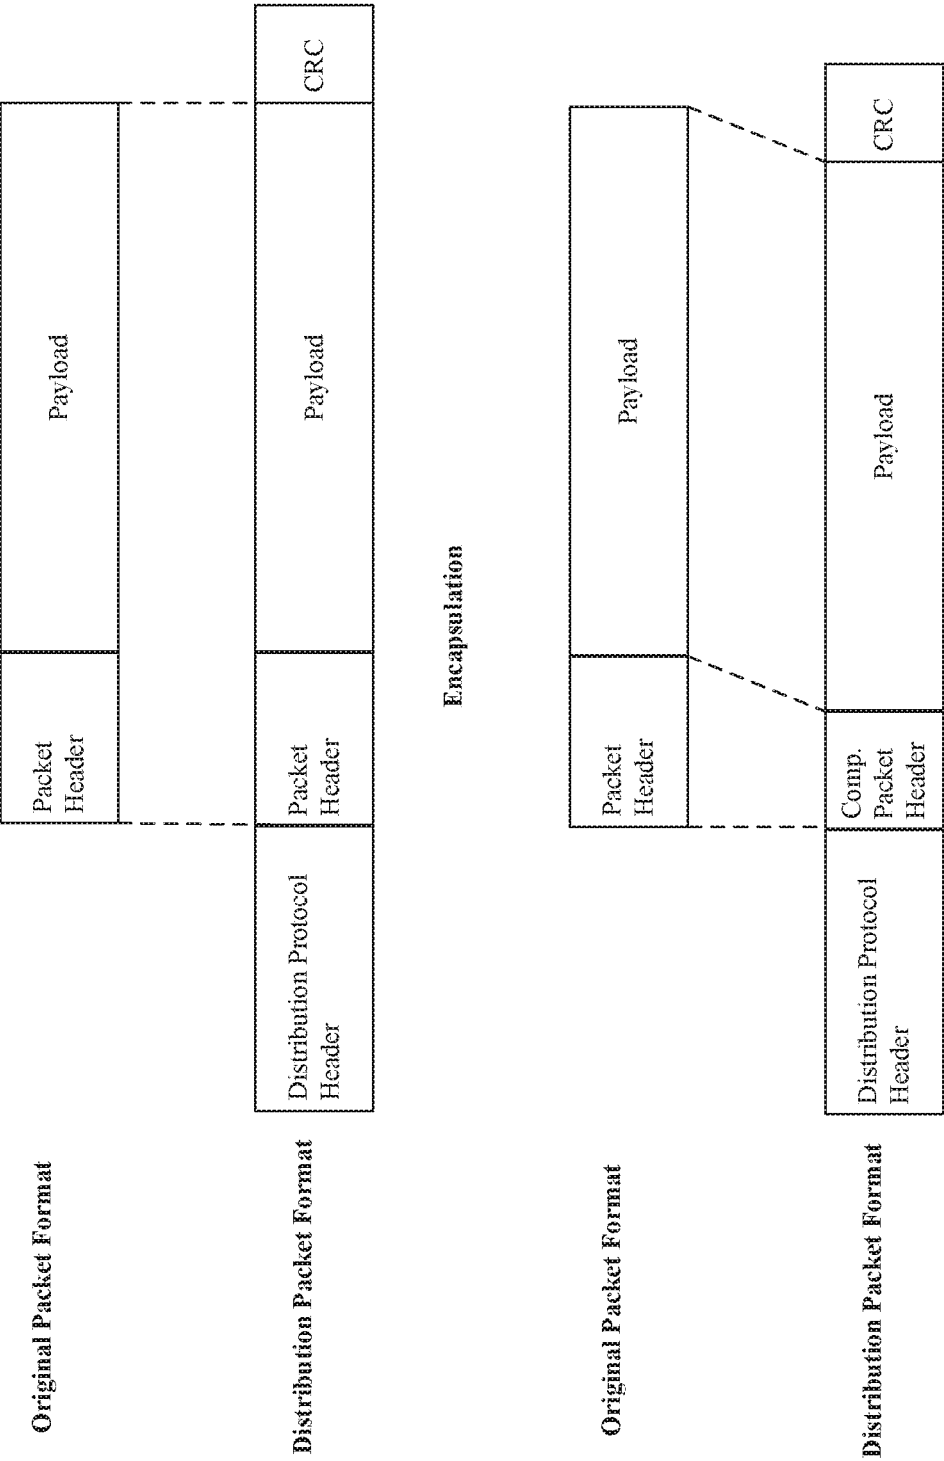 Original Packet Format
Packet
Header
Payload
Distribution Packet Format
Distribution Protocol
Header
Packet
Header
Payload
CRC
Encapsulation
Original Packet Format
Packet
Header
Payload
Distribution Packet Format
Distribution Protocol
Header
Comp.
Packet
Header
Payload
CRC